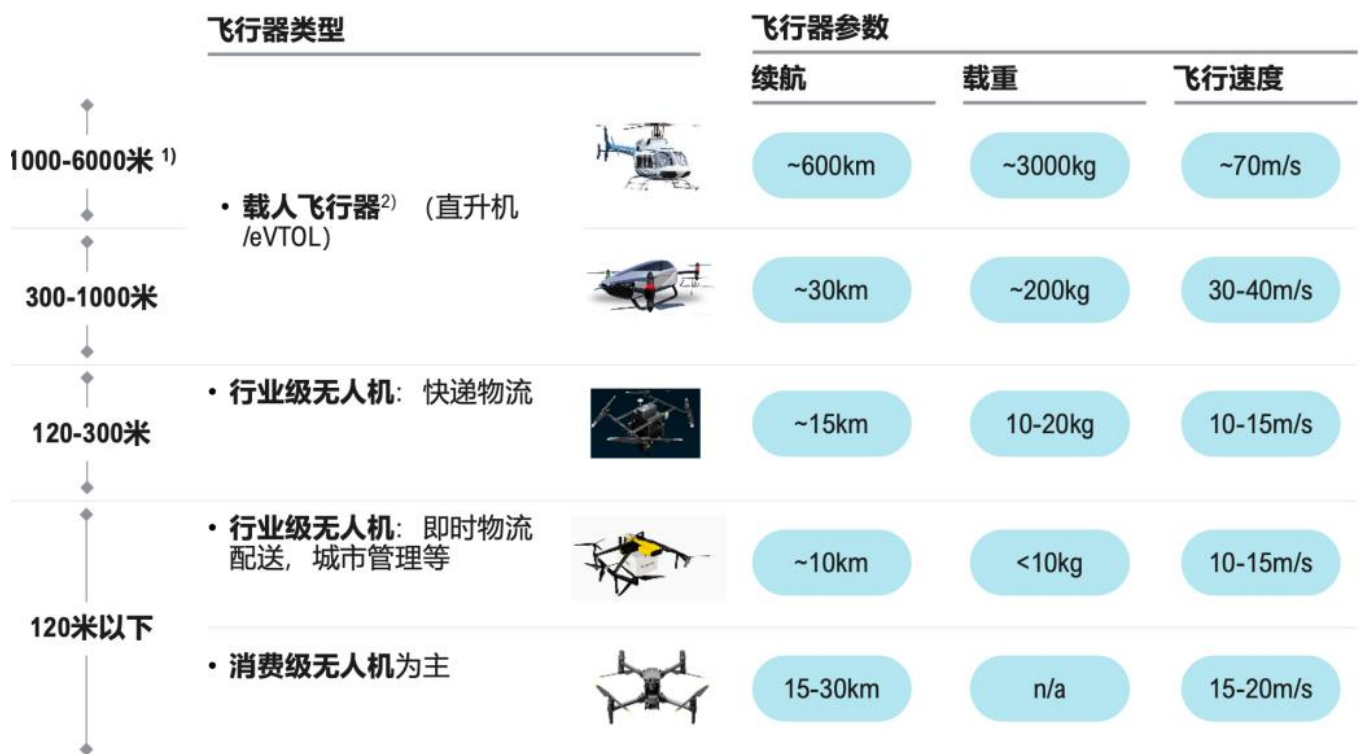 飞行器类型
飞行器参数
续航
载重
飞行速度
1000-6000米 1)
• 载人飞行器2) (直升机
/eVTOL)
~600km
~3000kg
~70m/s
300-1000米
~30km
~200kg
30-40m/s
120-300米
• 行业级无人机: 快递物流
~15km
10-20kg
10-15m/s
120米以下
• 行业级无人机: 即时物流
配送, 城市管理等
~10km
<10kg
10-15m/s
• 消费级无人机为主
15-30km
n/a
15-20m/s